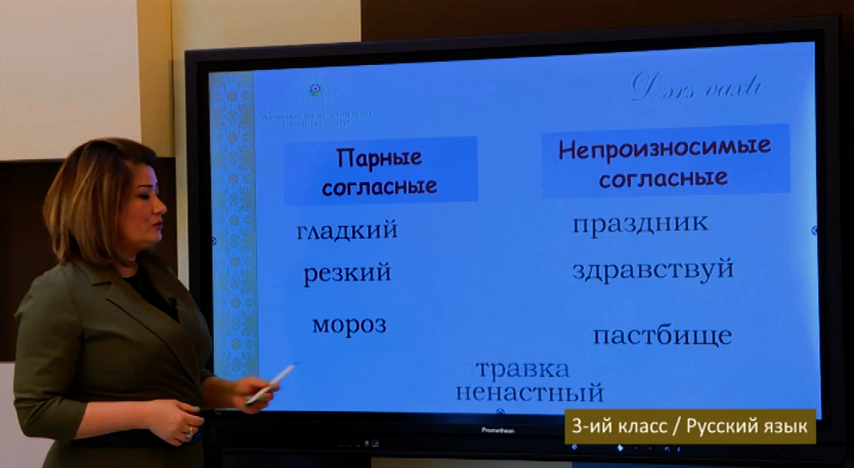 Dərs vaxtı
Парные
согласные
Непроизносимые
согласные
гладкий
праздник
резкий
здравствуй
мороз
пастбище
травка
ненастный
3-ий класс / Русский язык
Promethean